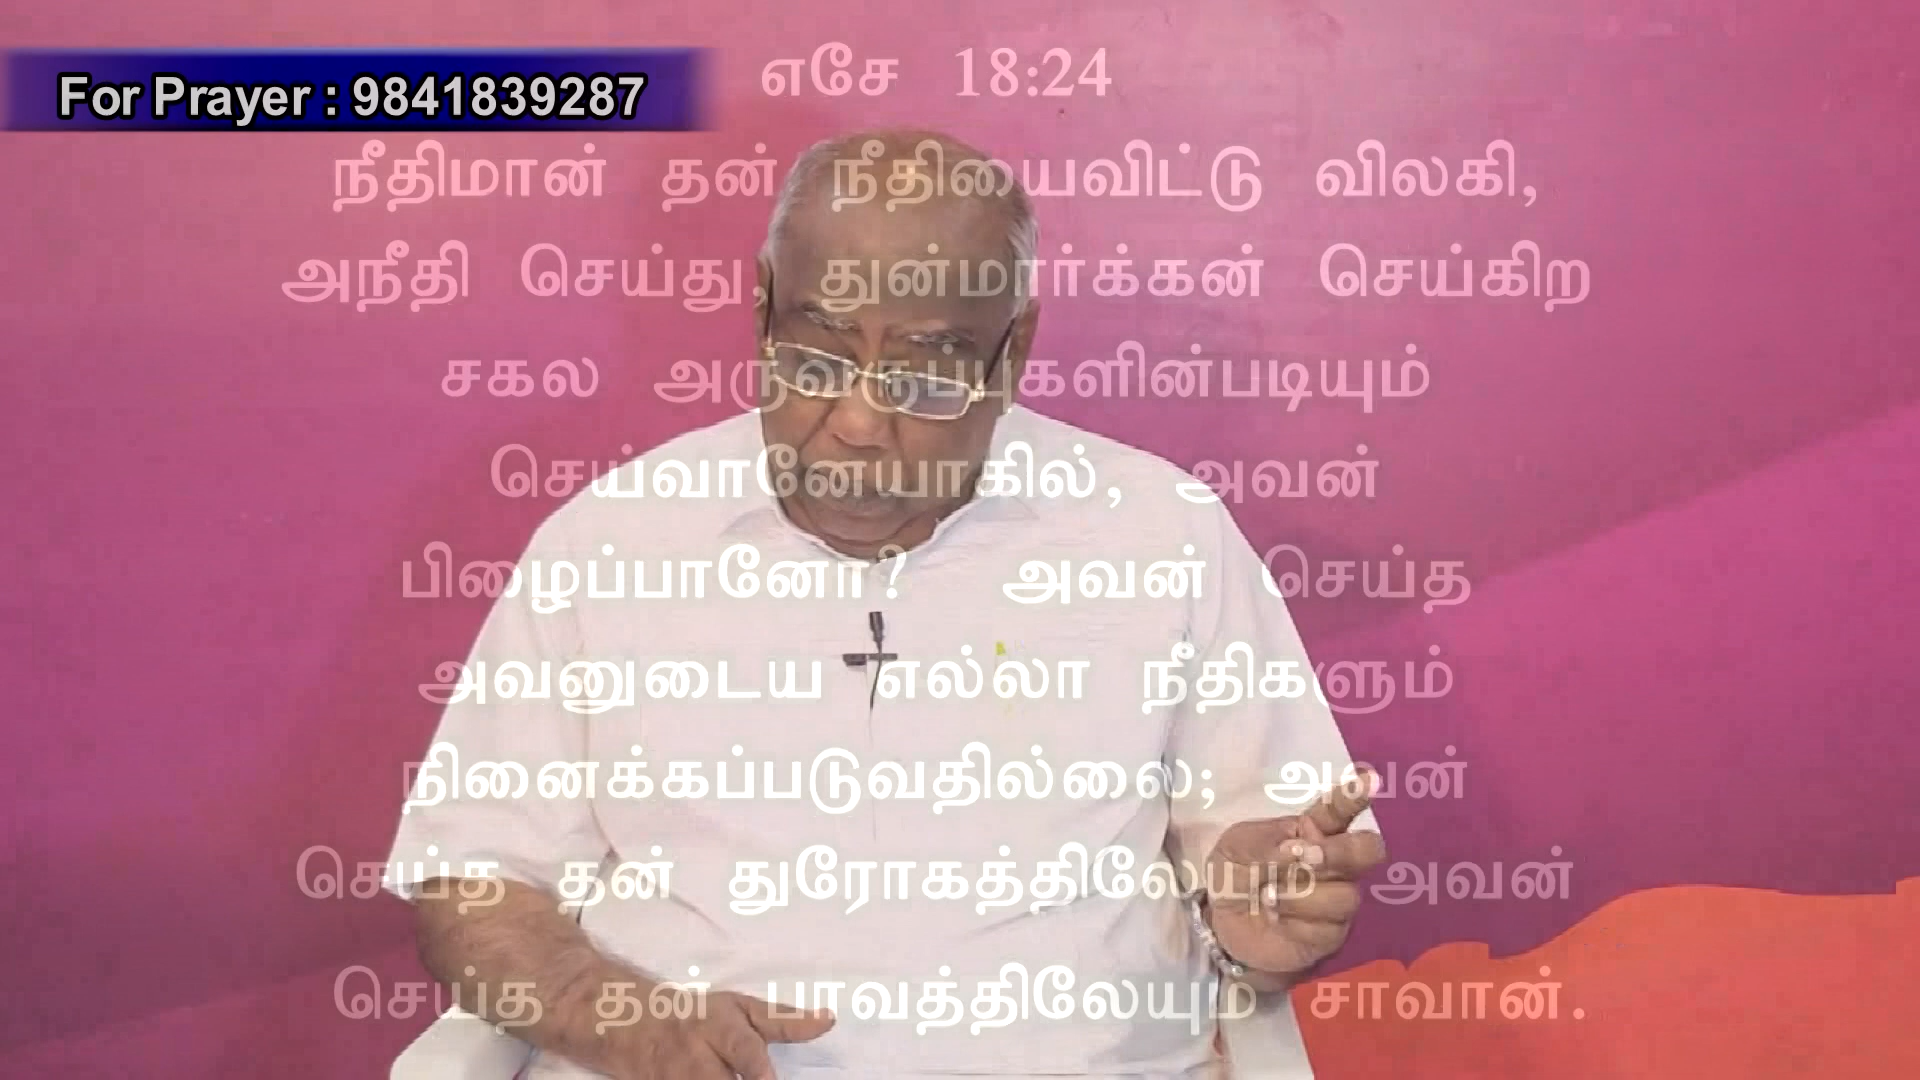 For Prayer : 9841839287
எசே 18:24
நீதிமான் தன் நீதியைவிட்டு விலகி,
அநீதி செய்து, துன்மார்க்கன் செய்கிற
சகல அருவருப்புகளின்படியும்
செய்வானேயாகில், அவன்
பிழைப்பானோ? அவன் செய்த
அவனுடைய எல்லா நீதிகளும்
நினைக்கப்படுவதில்லை; அவன்
செய்த தன் துரோகத்திலேயும் அவன்
செய்த தன் பாவத்திலேயும் சாவான்.